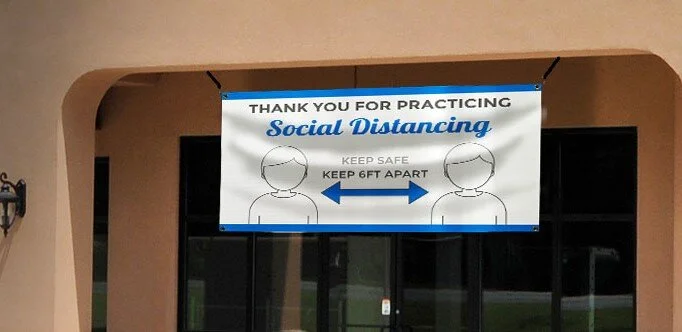 THANK YOU FOR PRACTICING
Social Distancing
KEEP SAFE
KEEP 6FT APART